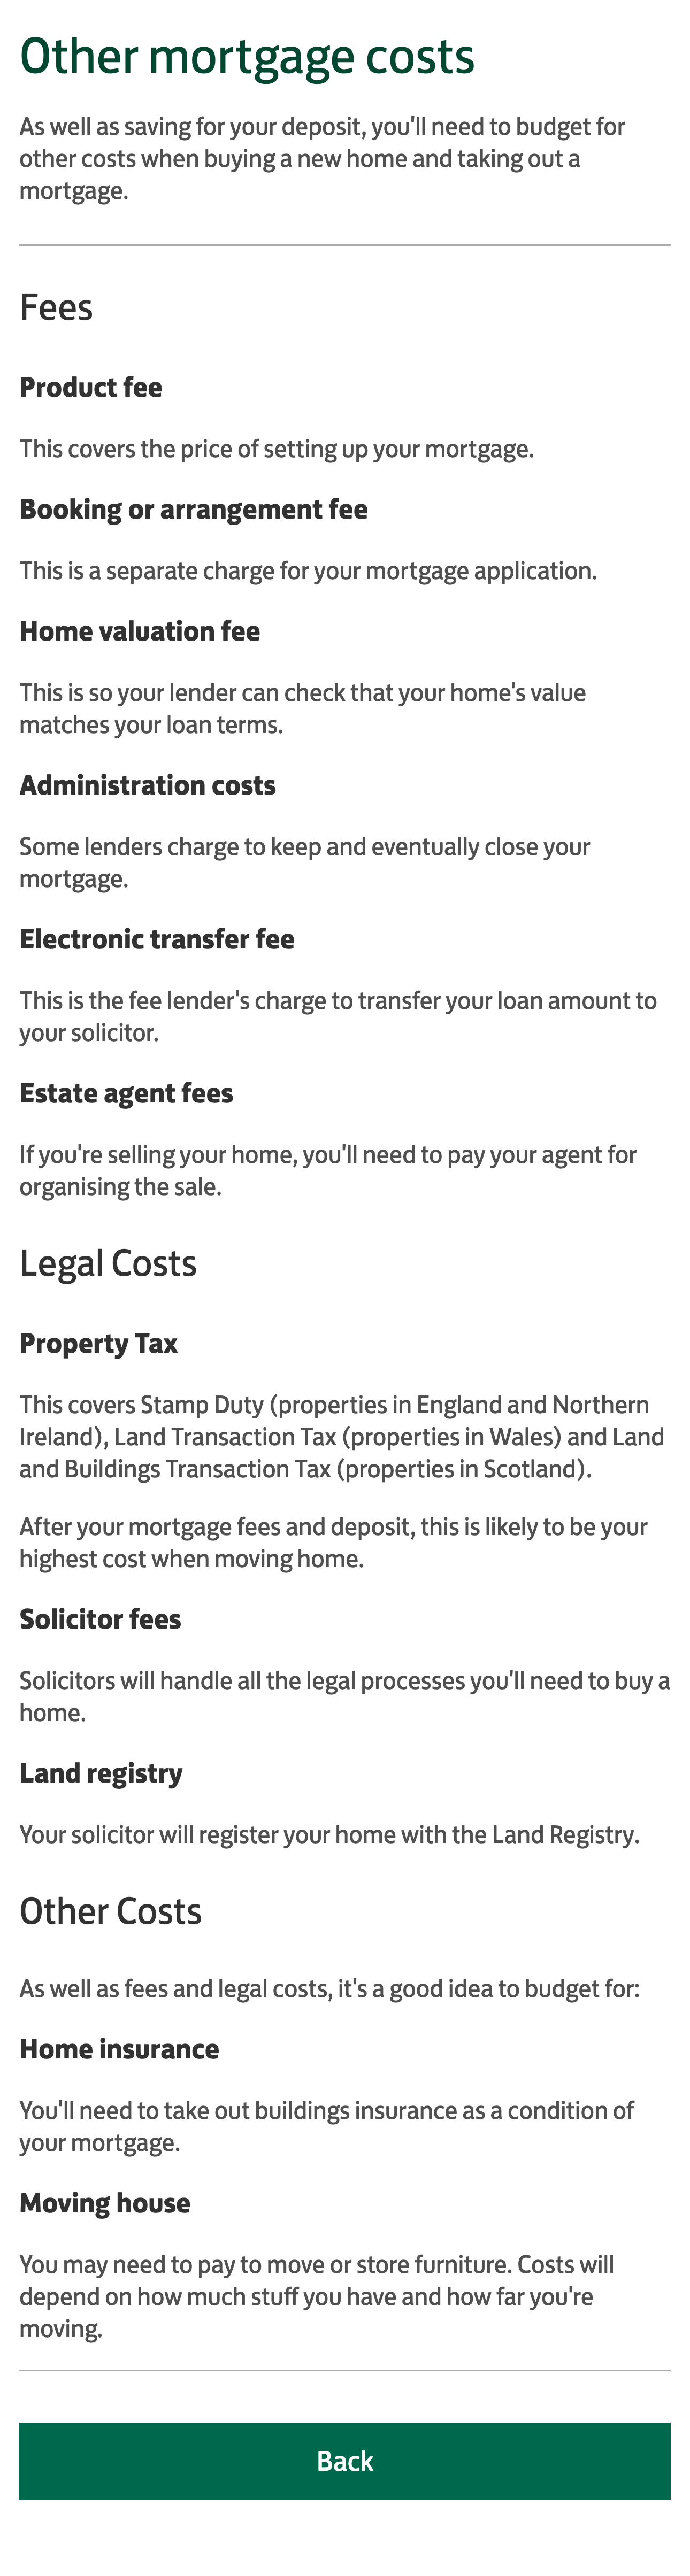 Other mortgage costs
As well as saving for your deposit, you'll need to budget for
other costs when buying a new home and taking out a
mortgage.
Fees
Product fee
This covers the price of setting up your mortgage.
Booking or arrangement fee
This is a separate charge for your mortgage application.
Home valuation fee
This is so your lender can check that your home's value
matches your loan terms.
Administration costs
Some lenders charge to keep and eventually close your
mortgage.
Electronic transfer fee
This is the fee lender's charge to transfer your loan amount to
your solicitor.
Estate agent fees
If you're selling your home, you'll need to pay your agent for
organising the sale.
Legal Costs
Property Tax
This covers Stamp Duty (properties in England and Northern
Ireland), Land Transaction Tax (properties in Wales) and Land
and Buildings Transaction Tax (properties in Scotland).
After your mortgage fees and deposit, this is likely to be your
highest cost when moving home.
Solicitor fees
Solicitors will handle all the legal processes you'll need to buy a
home.
Land registry
Your solicitor will register your home with the Land Registry.
Other Costs
As well as fees and legal costs, it's a good idea to budget for:
Home insurance
You'll need to take out buildings insurance as a condition of
your mortgage.
Moving house
You may need to pay to move or store furniture. Costs will
depend on how much stuff you have and how far you're
moving.
Back